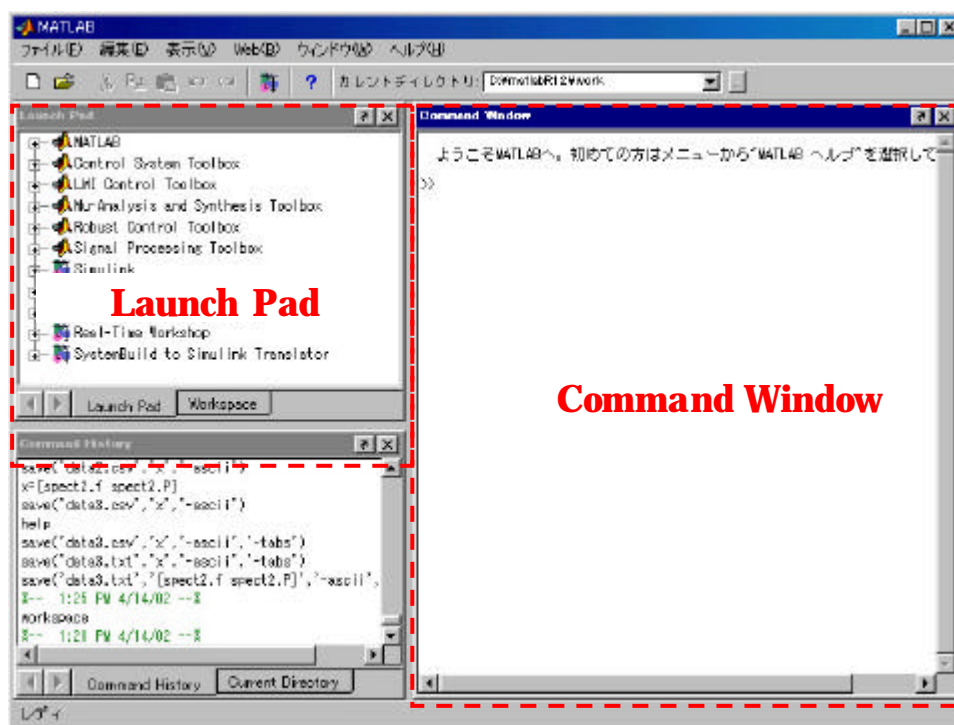 MATLAB
ファイル(F) 編集(E) 表示(V) Web(B) ウィンドウ(W) ヘルプ(H)
? カレントディレクトリ: D:¥matlabR12¥work
Launch Pad
MATLAB
Control System Toolbox
LMI Control Toolbox
Mu-Analysis and Synthesis Toolbox
Robust Control Toolbox
Signal Processing Toolbox
Simulink
Launch Pad
Real-Time Workshop
SystemBuild to Simulink Translator
Launch Pad Workspace
Command History
save('data2.csv','x','-ascii')
x=[spect2.f spect2.P]
save('data3.csv','x','-ascii')
help
save('data3.csv','x','-ascii','-tabs')
save('data3.txt','x','-ascii','-tabs')
save('data3.txt','[spect2.f spect2.P]','-ascii',
%-- 1:25 PM 4/14/02 --%
workspace
%-- 1:28 PM 4/14/02 --%
Command History Current Directory
Command Window
ようこそMATLABへ。初めての方はメニューから"MATLAB ヘルプ"を選択して
>>
Command Window
レディ